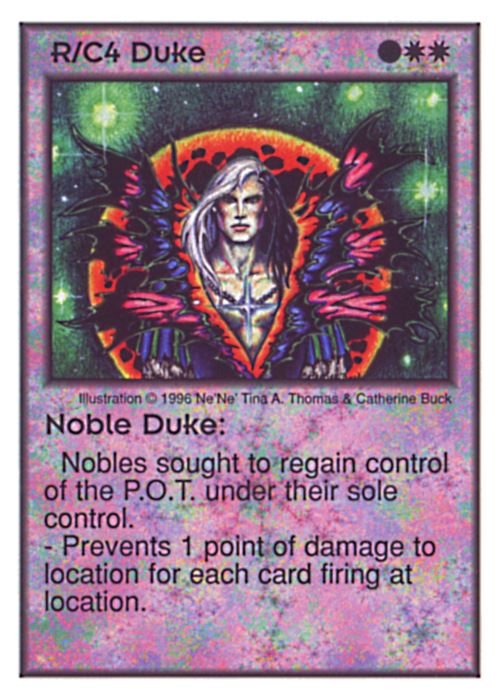 R/C4 Duke
Illustration © 1996 'Ne'Ne' Tina A. Thomas & Catherine Buck
Noble Duke:
Nobles sought to regain control
of the P.O.T. under their sole
control.
- Prevents 1 point of damage to
location for each card firing at
location.